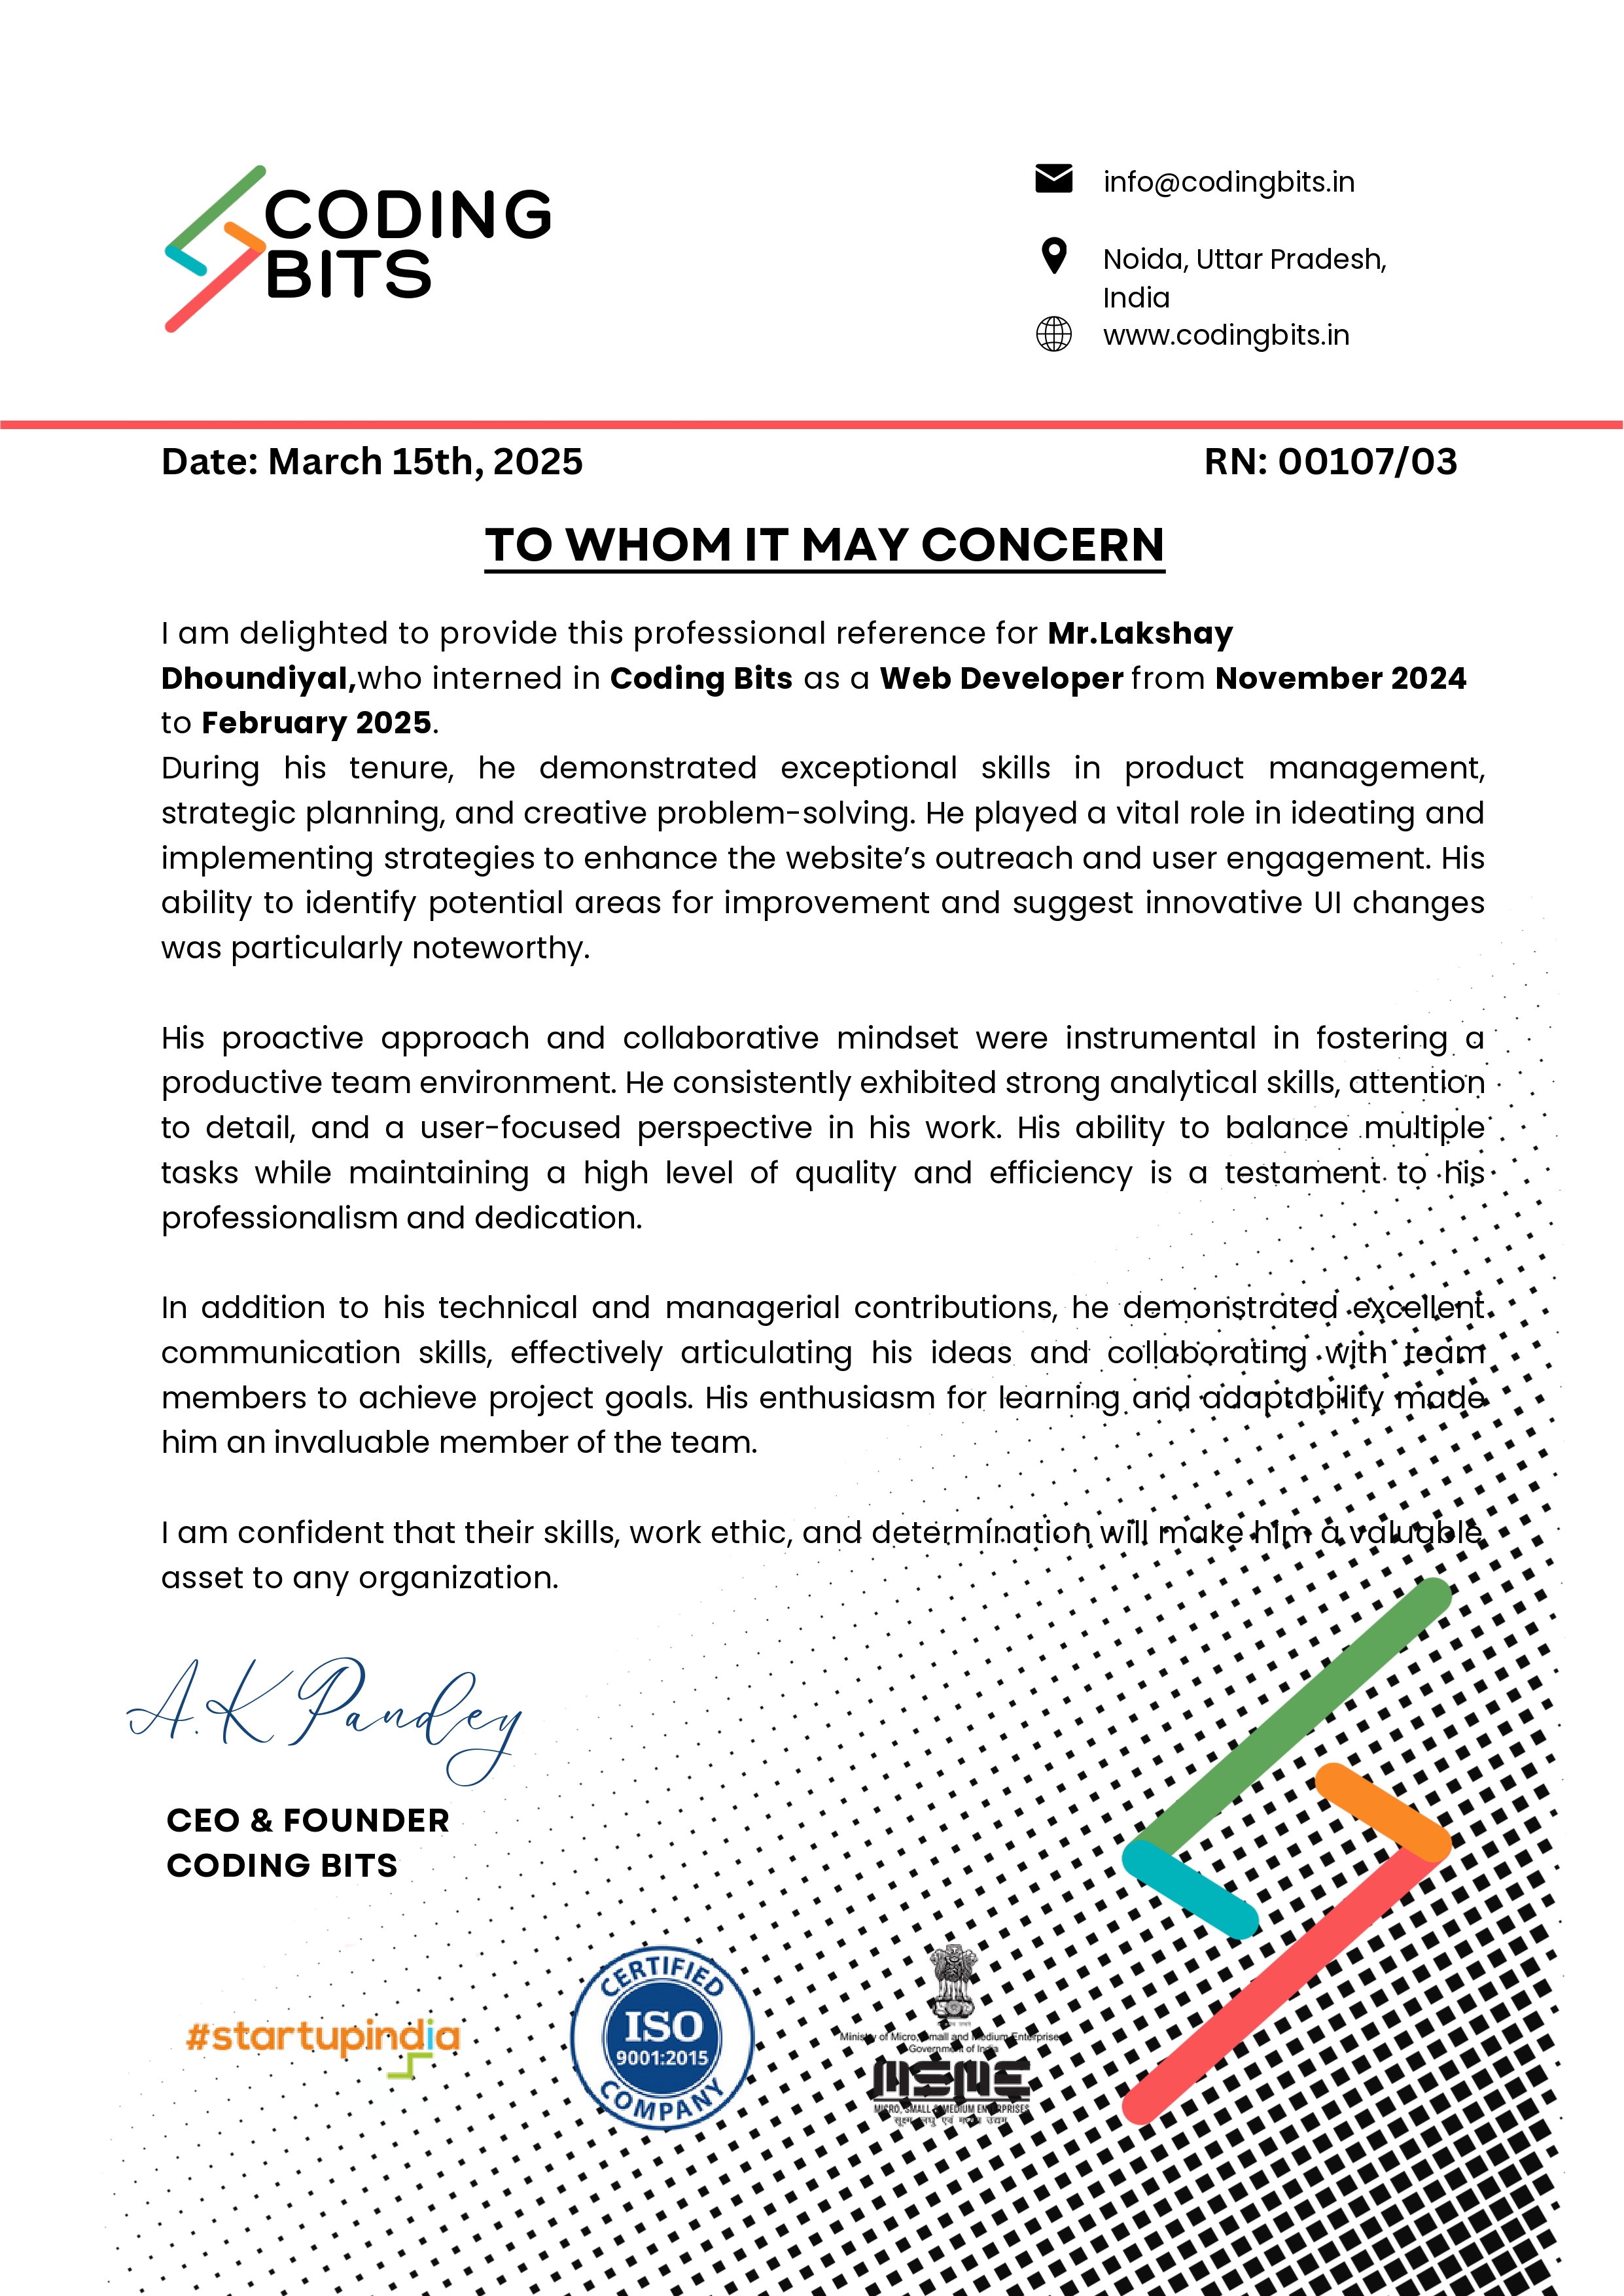 CODING
BITS
info@codingbits.in
Noida, Uttar Pradesh,
India
www.codingbits.in
Date: March 15th, 2025
RN: 00107/03
TO WHOM IT MAY CONCERN
I am delighted to provide this professional reference for Mr.Lakshay
Dhoundiyal,who interned in Coding Bits as a Web Developer from November 2024
to February 2025.
During his tenure, he demonstrated exceptional skills in product management,
strategic planning, and creative problem-solving. He played a vital role in ideating and
implementing strategies to enhance the website’s outreach and user engagement. His
ability to identify potential areas for improvement and suggest innovative UI changes
was particularly noteworthy.
His proactive approach and collaborative mindset were instrumental in fostering a
productive team environment. He consistently exhibited strong analytical skills, attention
to detail, and a user-focused perspective in his work. His ability to balance multiple
tasks while maintaining a high level of quality and efficiency is a testament to his
professionalism and dedication.
In addition to his technical and managerial contributions, he demonstrated excellent
communication skills, effectively articulating his ideas and collaborating with team
members to achieve project goals. His enthusiasm for learning and adaptability made
him an invaluable member of the team.
I am confident that their skills, work ethic, and determination will make him a valuable
asset to any organization.
A.K Pandey
CEO & FOUNDER
CODING BITS
#startupindia
CERTIFIED
ISO
9001:2015
COMPANY
Ministry of Micro, Small and Medium Enterprises
Government of India
MSME
MICRO, SMALL & MEDIUM ENTERPRISES
सूक्ष्म, लघु एवं मध्यम उद्यम